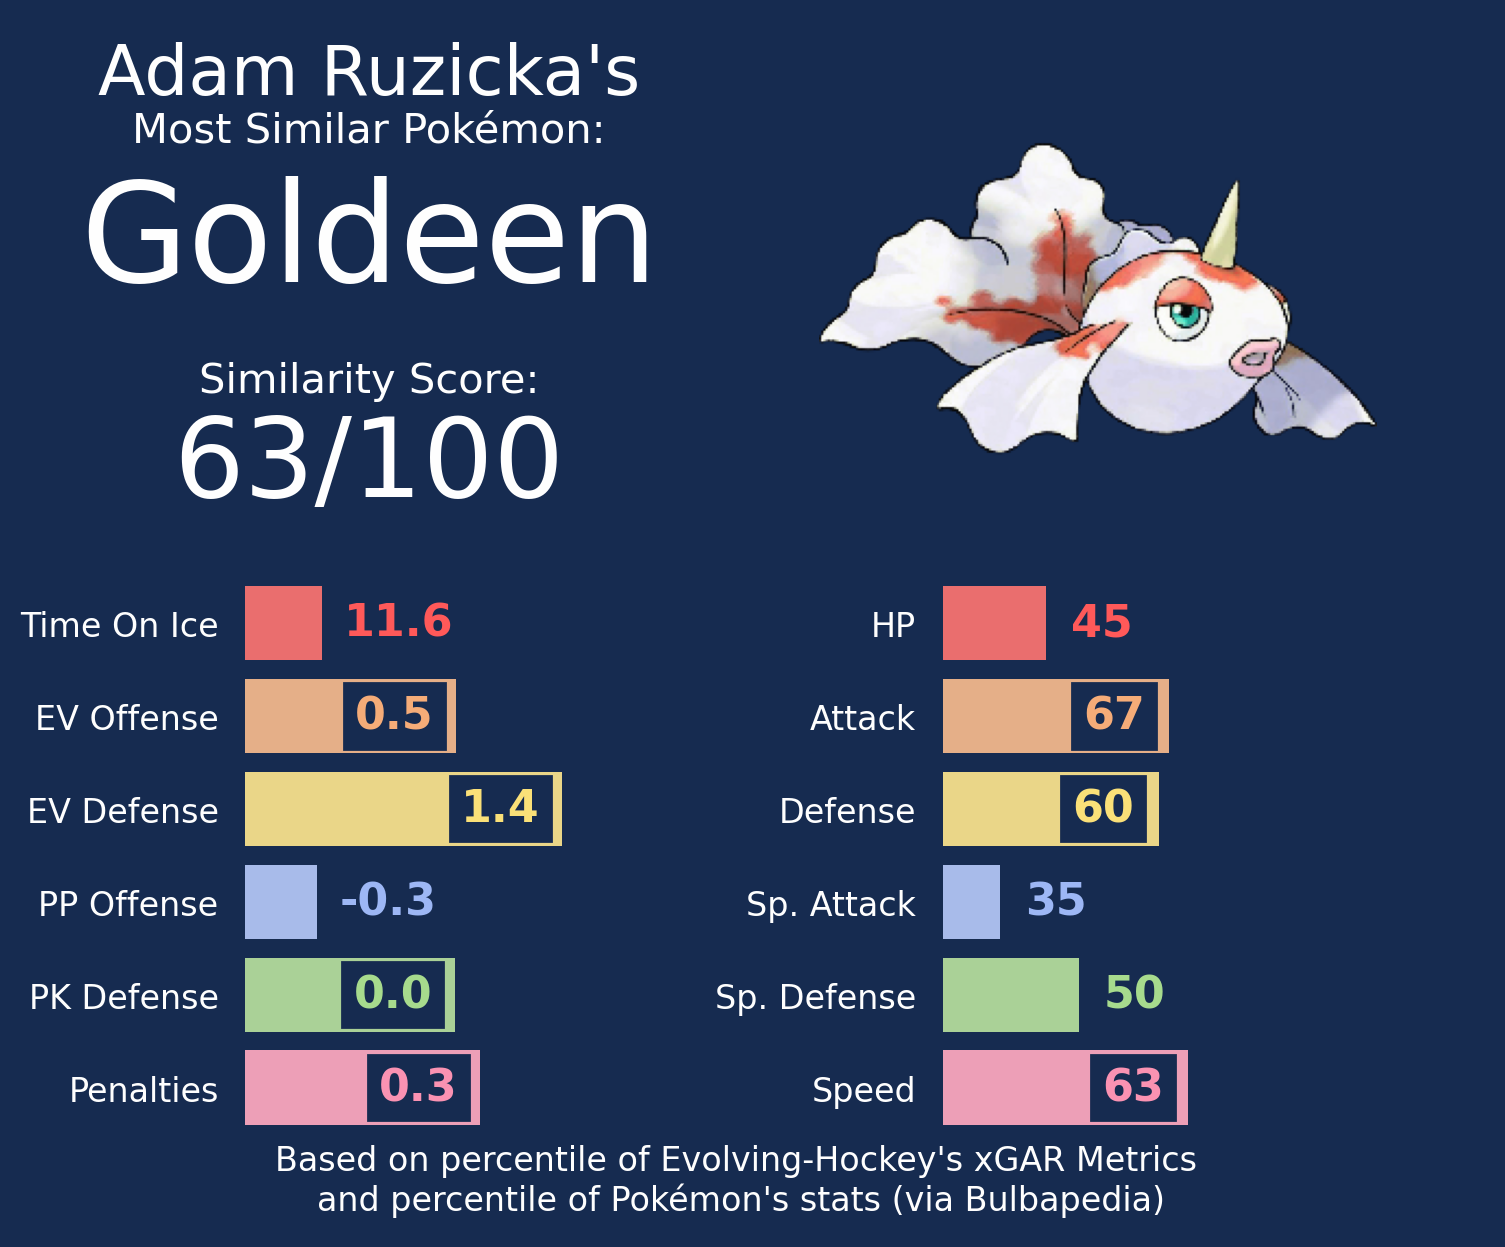 Adam Ruzicka's
Most Similar Pokémon:
Goldeen
Similarity Score:
63/100
Time On Ice 11.6
EV Offense 0.5
EV Defense 1.4
PP Offense -0.3
PK Defense 0.0
Penalties 0.3
HP 45
Attack 67
Defense 60
Sp. Attack 35
Sp. Defense 50
Speed 63
Based on percentile of Evolving-Hockey's xGAR Metrics
and percentile of Pokémon's stats (via Bulbapedia)